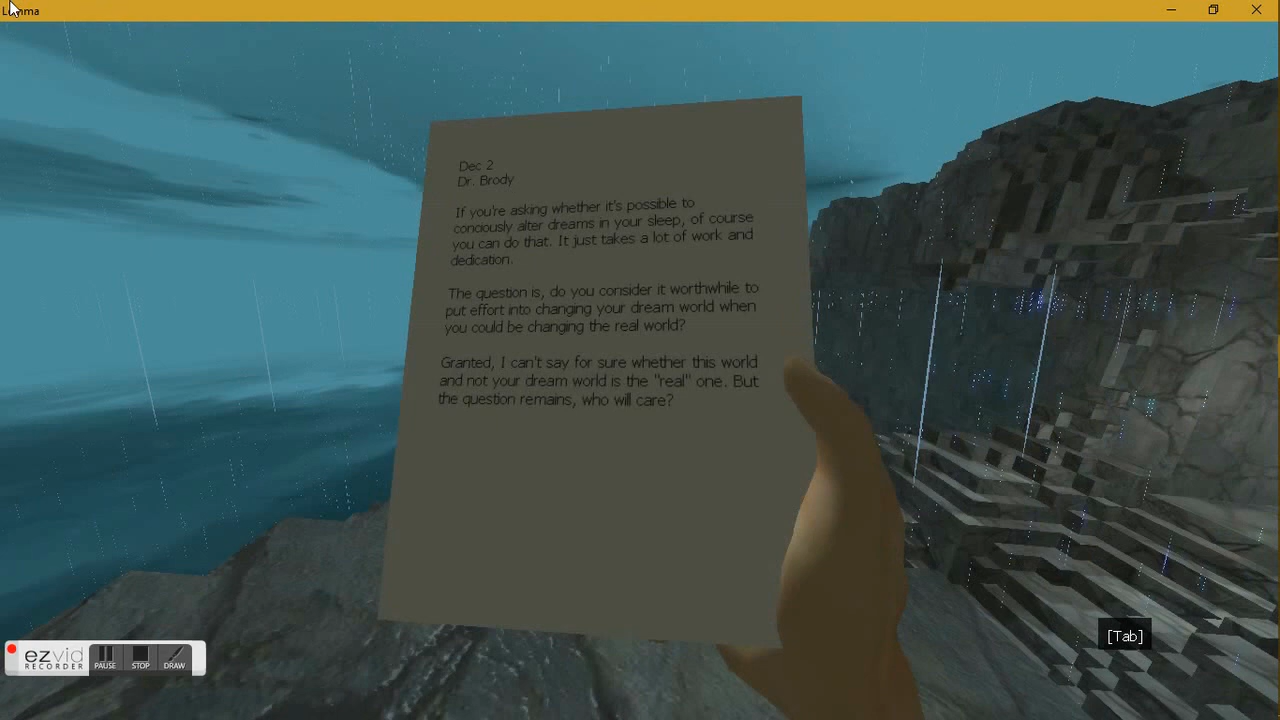 Lemma
Dec 2
Dr. Brody
If you're asking whether it's possible to
conciously alter dreams in your sleep, of course
you can do that. It just takes a lot of work and
dedication.
The question is, do you consider it worthwhile to
put effort into changing your dream world when
you could be changing the real world?
Granted, I can't say for sure whether this world
and not your dream world is the "real" one. But
the question remains, who will care?
[Tab]
ezvid
RECORDER
PAUSE
STOP
DRAW